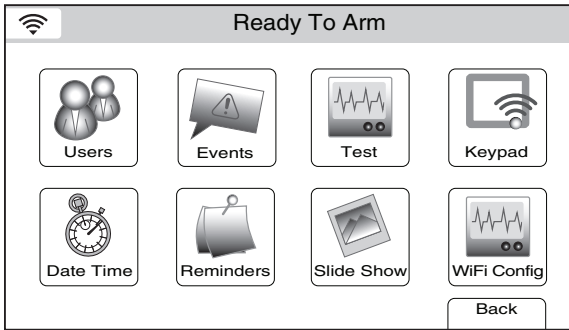 Ready To Arm
Users Events Test Keypad
Date Time Reminders Slide Show WiFi Config
Back